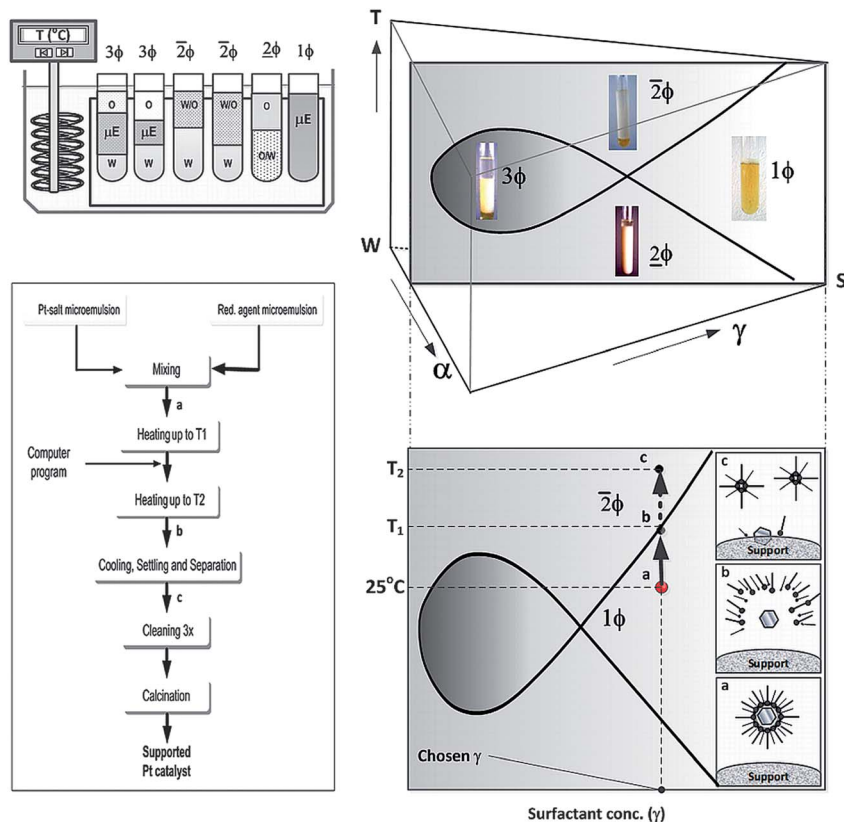 T (°C)
3ϕ 3ϕ 2̅ϕ 2̅ϕ 2̲ϕ 1ϕ
O O W/O W/O O
μE μE μE
W W W W O/W
T
2̅ϕ
3ϕ
1ϕ
2̲ϕ
W
S
α
γ
Pt-salt microemulsion
Red. agent microemulsion
Mixing
a
Heating up to T1
Computer
program
Heating up to T2
b
Cooling, Settling and Separation
c
Cleaning 3x
Calcination
Supported
Pt catalyst
T₂
c
2̅ϕ
T₁
b
25°C
a
1ϕ
Chosen γ
Surfactant conc. (γ)
c
Support
b
Support
a
Support